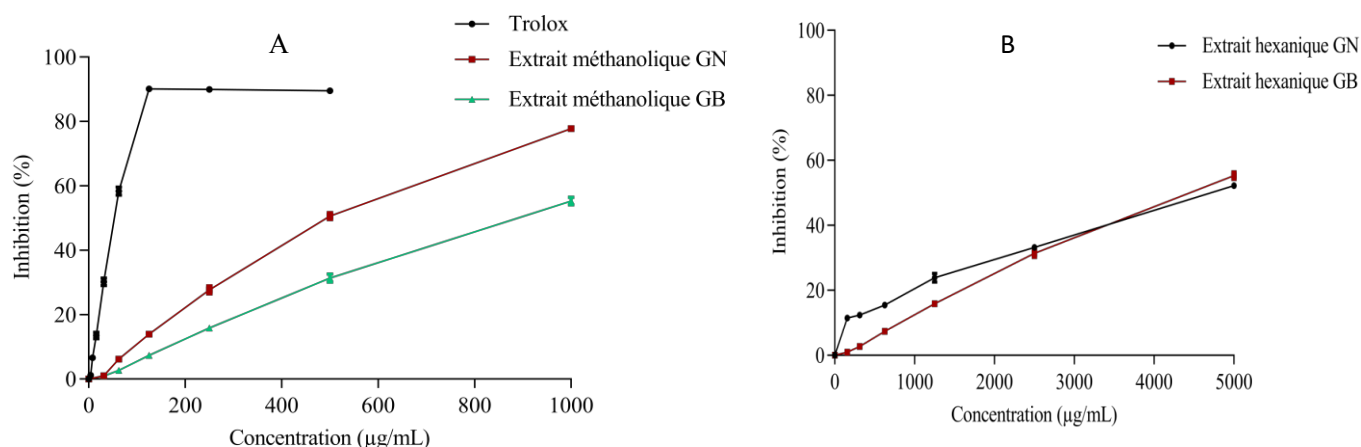 A
Trolox
Extrait méthanolique GN
Extrait méthanolique GB
Inhibition (%)
100
80
60
40
20
0
0 200 400 600 800 1000
Concentration (µg/mL)
B
Extrait hexanique GN
Extrait hexanique GB
Inhibition (%)
100
80
60
40
20
0
0 1000 2000 3000 4000 5000
Concentration (µg/mL)